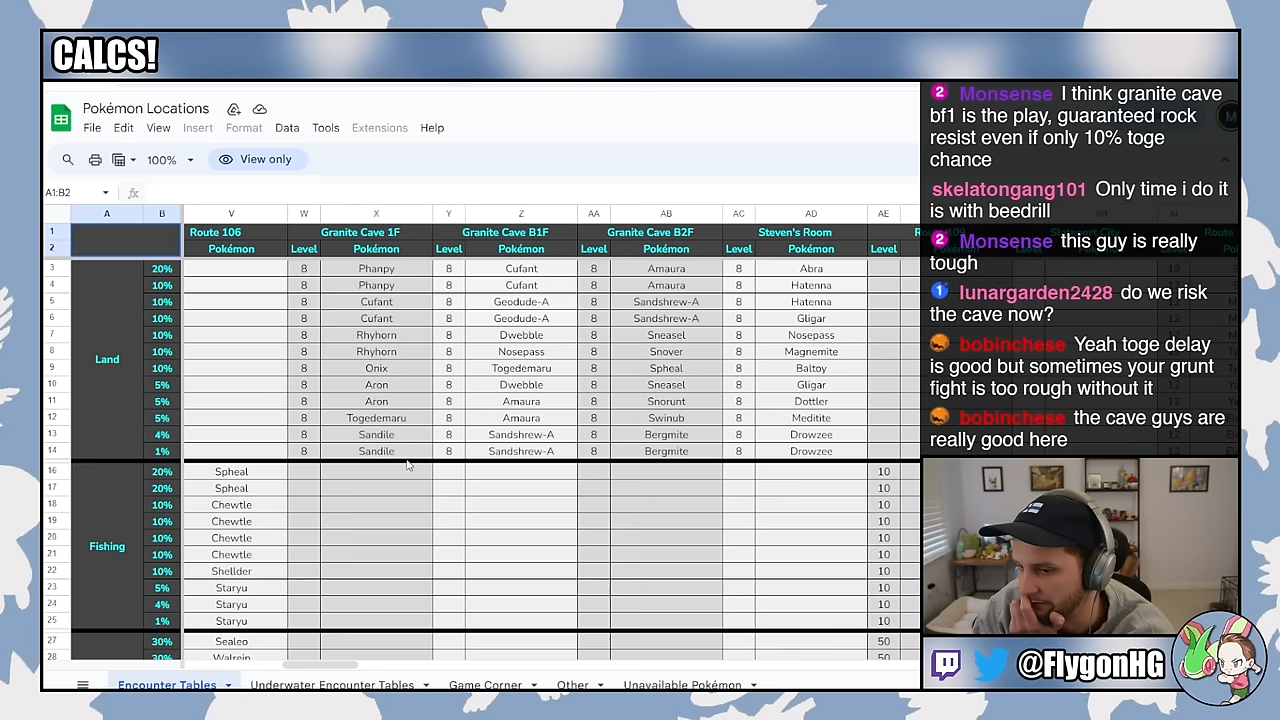 CALCS!
Pokémon Locations
File Edit View Insert Format Data Tools Extensions Help
100% View only
A1:B2 fx
A B V W X Y Z AA AB AC AD AE
1 Route 106 Granite Cave 1F Granite Cave B1F Granite Cave B2F Steven's Room
2 Pokémon Level Pokémon Level Pokémon Level Pokémon Level Pokémon Level
3 20% 8 Phanpy 8 Cufant 8 Amaura 8 Abra
4 10% 8 Phanpy 8 Cufant 8 Amaura 8 Hatenna
5 10% 8 Cufant 8 Geodude-A 8 Sandshrew-A 8 Hatenna
6 10% 8 Cufant 8 Geodude-A 8 Sandshrew-A 8 Gligar
7 10% 8 Rhyhorn 8 Dwebble 8 Sneasel 8 Nosepass
Land
8 10% 8 Rhyhorn 8 Nosepass 8 Snover 8 Magnemite
9 10% 8 Onix 8 Togedemaru 8 Spheal 8 Baltoy
10 5% 8 Aron 8 Dwebble 8 Sneasel 8 Gligar
11 5% 8 Aron 8 Amaura 8 Snorunt 8 Dottler
12 5% 8 Togedemaru 8 Amaura 8 Swinub 8 Meditite
13 4% 8 Sandile 8 Sandshrew-A 8 Bergmite 8 Drowzee
14 1% 8 Sandile 8 Sandshrew-A 8 Bergmite 8 Drowzee
16 20% Spheal 10
17 20% Spheal 10
18 10% Chewtle 10
19 10% Chewtle 10
20 10% Chewtle 10
Fishing
21 10% Chewtle 10
22 10% Shellder 10
23 5% Staryu 10
24 4% Staryu 10
25 1% Staryu 10
27 30% Sealeo 50
28 30% Walrein 50
Encounter Tables Underwater Encounter Tables Game Corner Other Unavailable Pokémon
2 Monsense I think granite cave
bf1 is the play, guaranteed rock
resist even if only 10% toge
chance
skelatongang101 Only time i do it
is with beedrill
2 Monsense this guy is really
tough
1 lunargarden2428 do we risk
the cave now?
bobinchese Yeah toge delay
is good but sometimes your grunt
fight is too rough without it
bobinchese the cave guys are
really good here
@FlygonHG